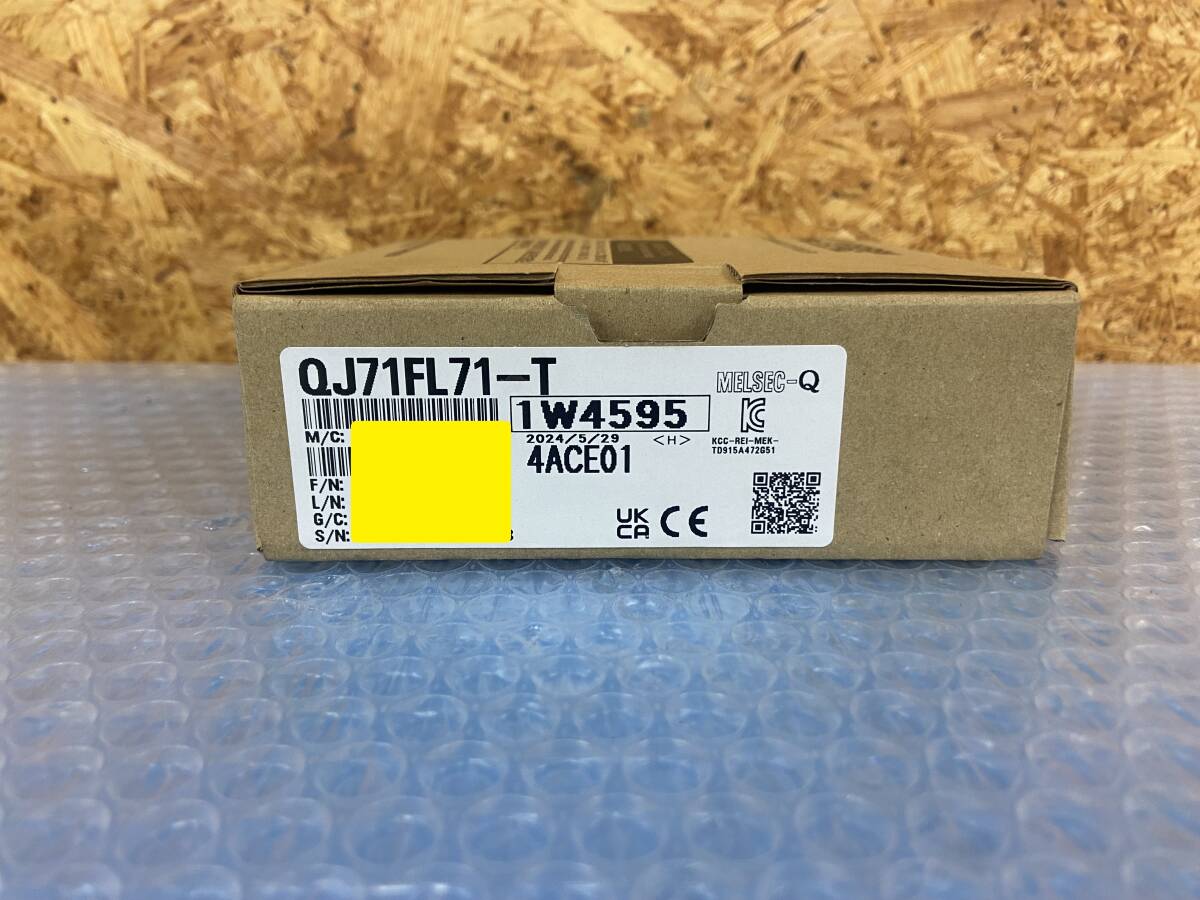 QJ71FL71-T
MELSEC-Q
1W4595
M/C:
2024/5/29 <H>
KCC-REI-MEK-
TD915A472G51
4ACE01
F/N:
L/N:
G/C:
S/N:
UK
CA CE